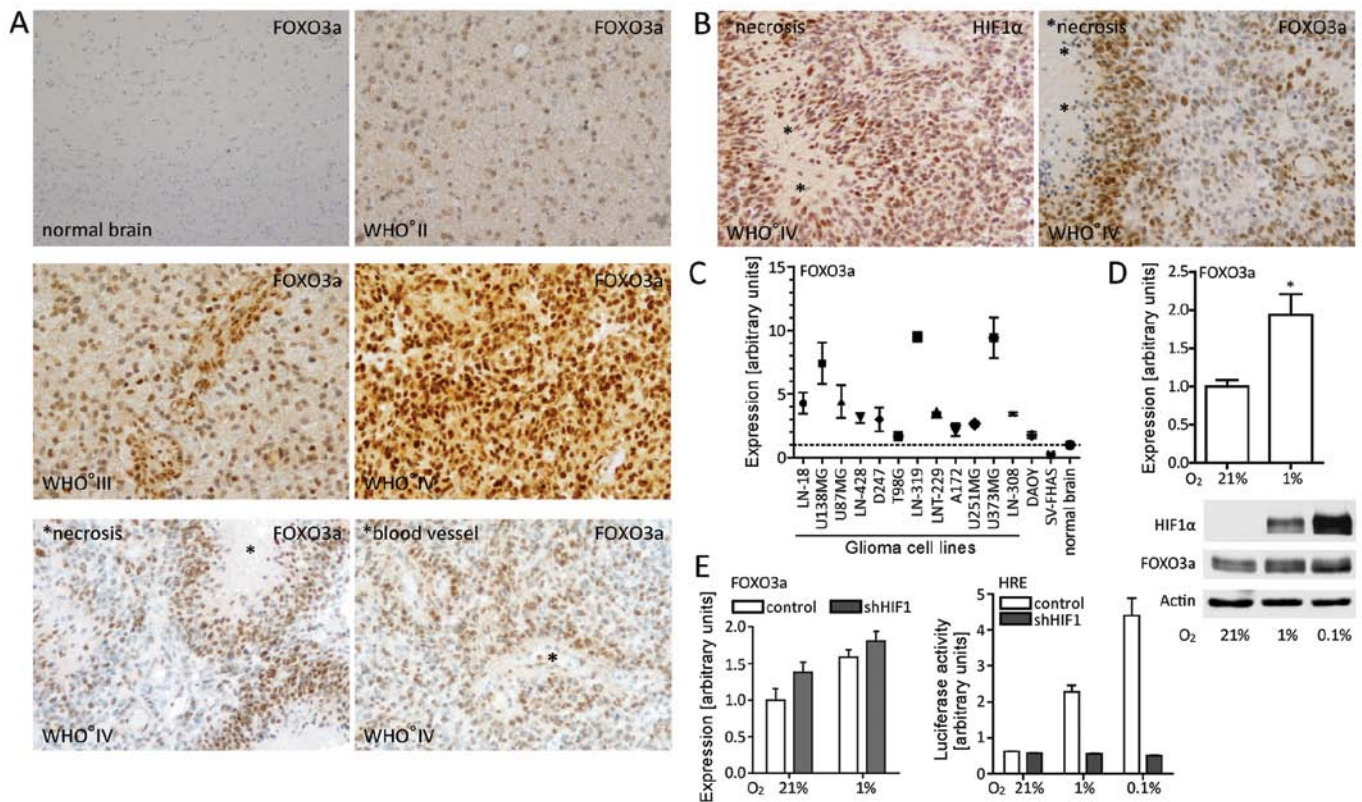 A
FOXO3a
normal brain
FOXO3a
WHO°II
FOXO3a
WHO°III
FOXO3a
WHO°IV
*necrosis
FOXO3a
*
WHO°IV
*blood vessel
FOXO3a
*
WHO°IV
B
*necrosis
HIF1α
*
*
WHO°IV
*necrosis
FOXO3a
*
*
WHO°IV
C
FOXO3a
Expression [arbitrary units]
15
10
5
0
LN-18
U138MG
U87MG
LN-428
D247
T98G
LN-319
LNT-229
A172
U251MG
U373MG
LN-308
DAOY
SV-FHAS
normal brain
Glioma cell lines
D
FOXO3a
Expression [arbitrary units]
2.5
2.0
1.5
1.0
0.5
0.0
*
O₂ 21% 1%
HIF1α
FOXO3a
Actin
O₂ 21% 1% 0.1%
E
FOXO3a
control shHIF1
Expression [arbitrary units]
2.0
1.5
1.0
0.5
0.0
O₂ 21% 1%
HRE
control
shHIF1
Luciferase activity
[arbitrary units]
6
4
2
0
O₂ 21% 1% 0.1%